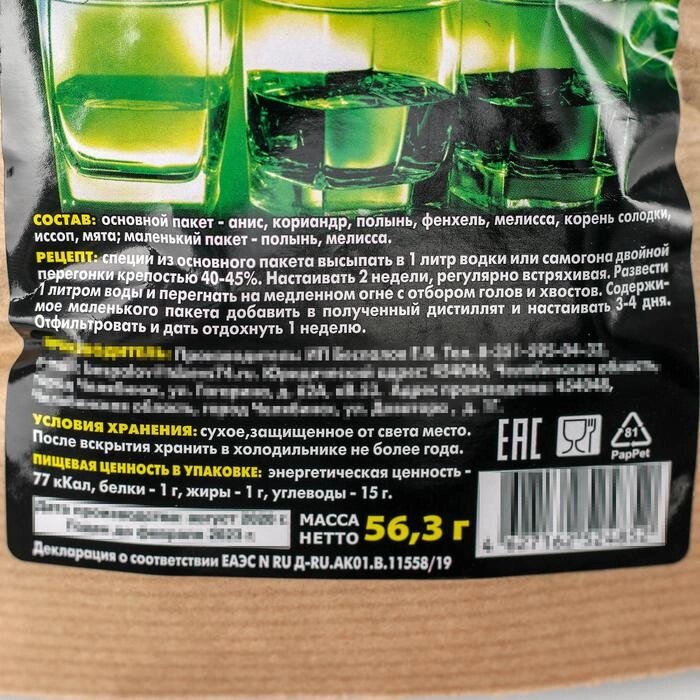 СОСТАВ: основной пакет - анис, кориандр, полынь, фенхель, мелисса, корень солодки,
иссоп, мята; маленький пакет - полынь, мелисса.
РЕЦЕПТ: специи из основного пакета высыпать в 1 литр водки или самогона двойной
перегонки крепостью 40-45%. Настаивать 2 недели, регулярно встряхивая. Развести
1 литром воды и перегнать на медленном огне с отбором голов и хвостов. Содержи-
мое маленького пакета добавить в полученный дистиллят и настаивать 3-4 дня.
Отфильтровать и дать отдохнуть 1 неделю.
УСЛОВИЯ ХРАНЕНИЯ: сухое,защищенное от света место.
После вскрытия хранить в холодильнике не более года.
ПИЩЕВАЯ ЦЕННОСТЬ В УПАКОВКЕ: энергетическая ценность -
77 кКал, белки - 1 г, жиры - 1 г, углеводы - 15 г.
EAC
81
PapPet
МАССА
НЕТТО 56,3 г
Декларация о соответствии ЕАЭС N RU Д-RU.АК01.В.11558/19